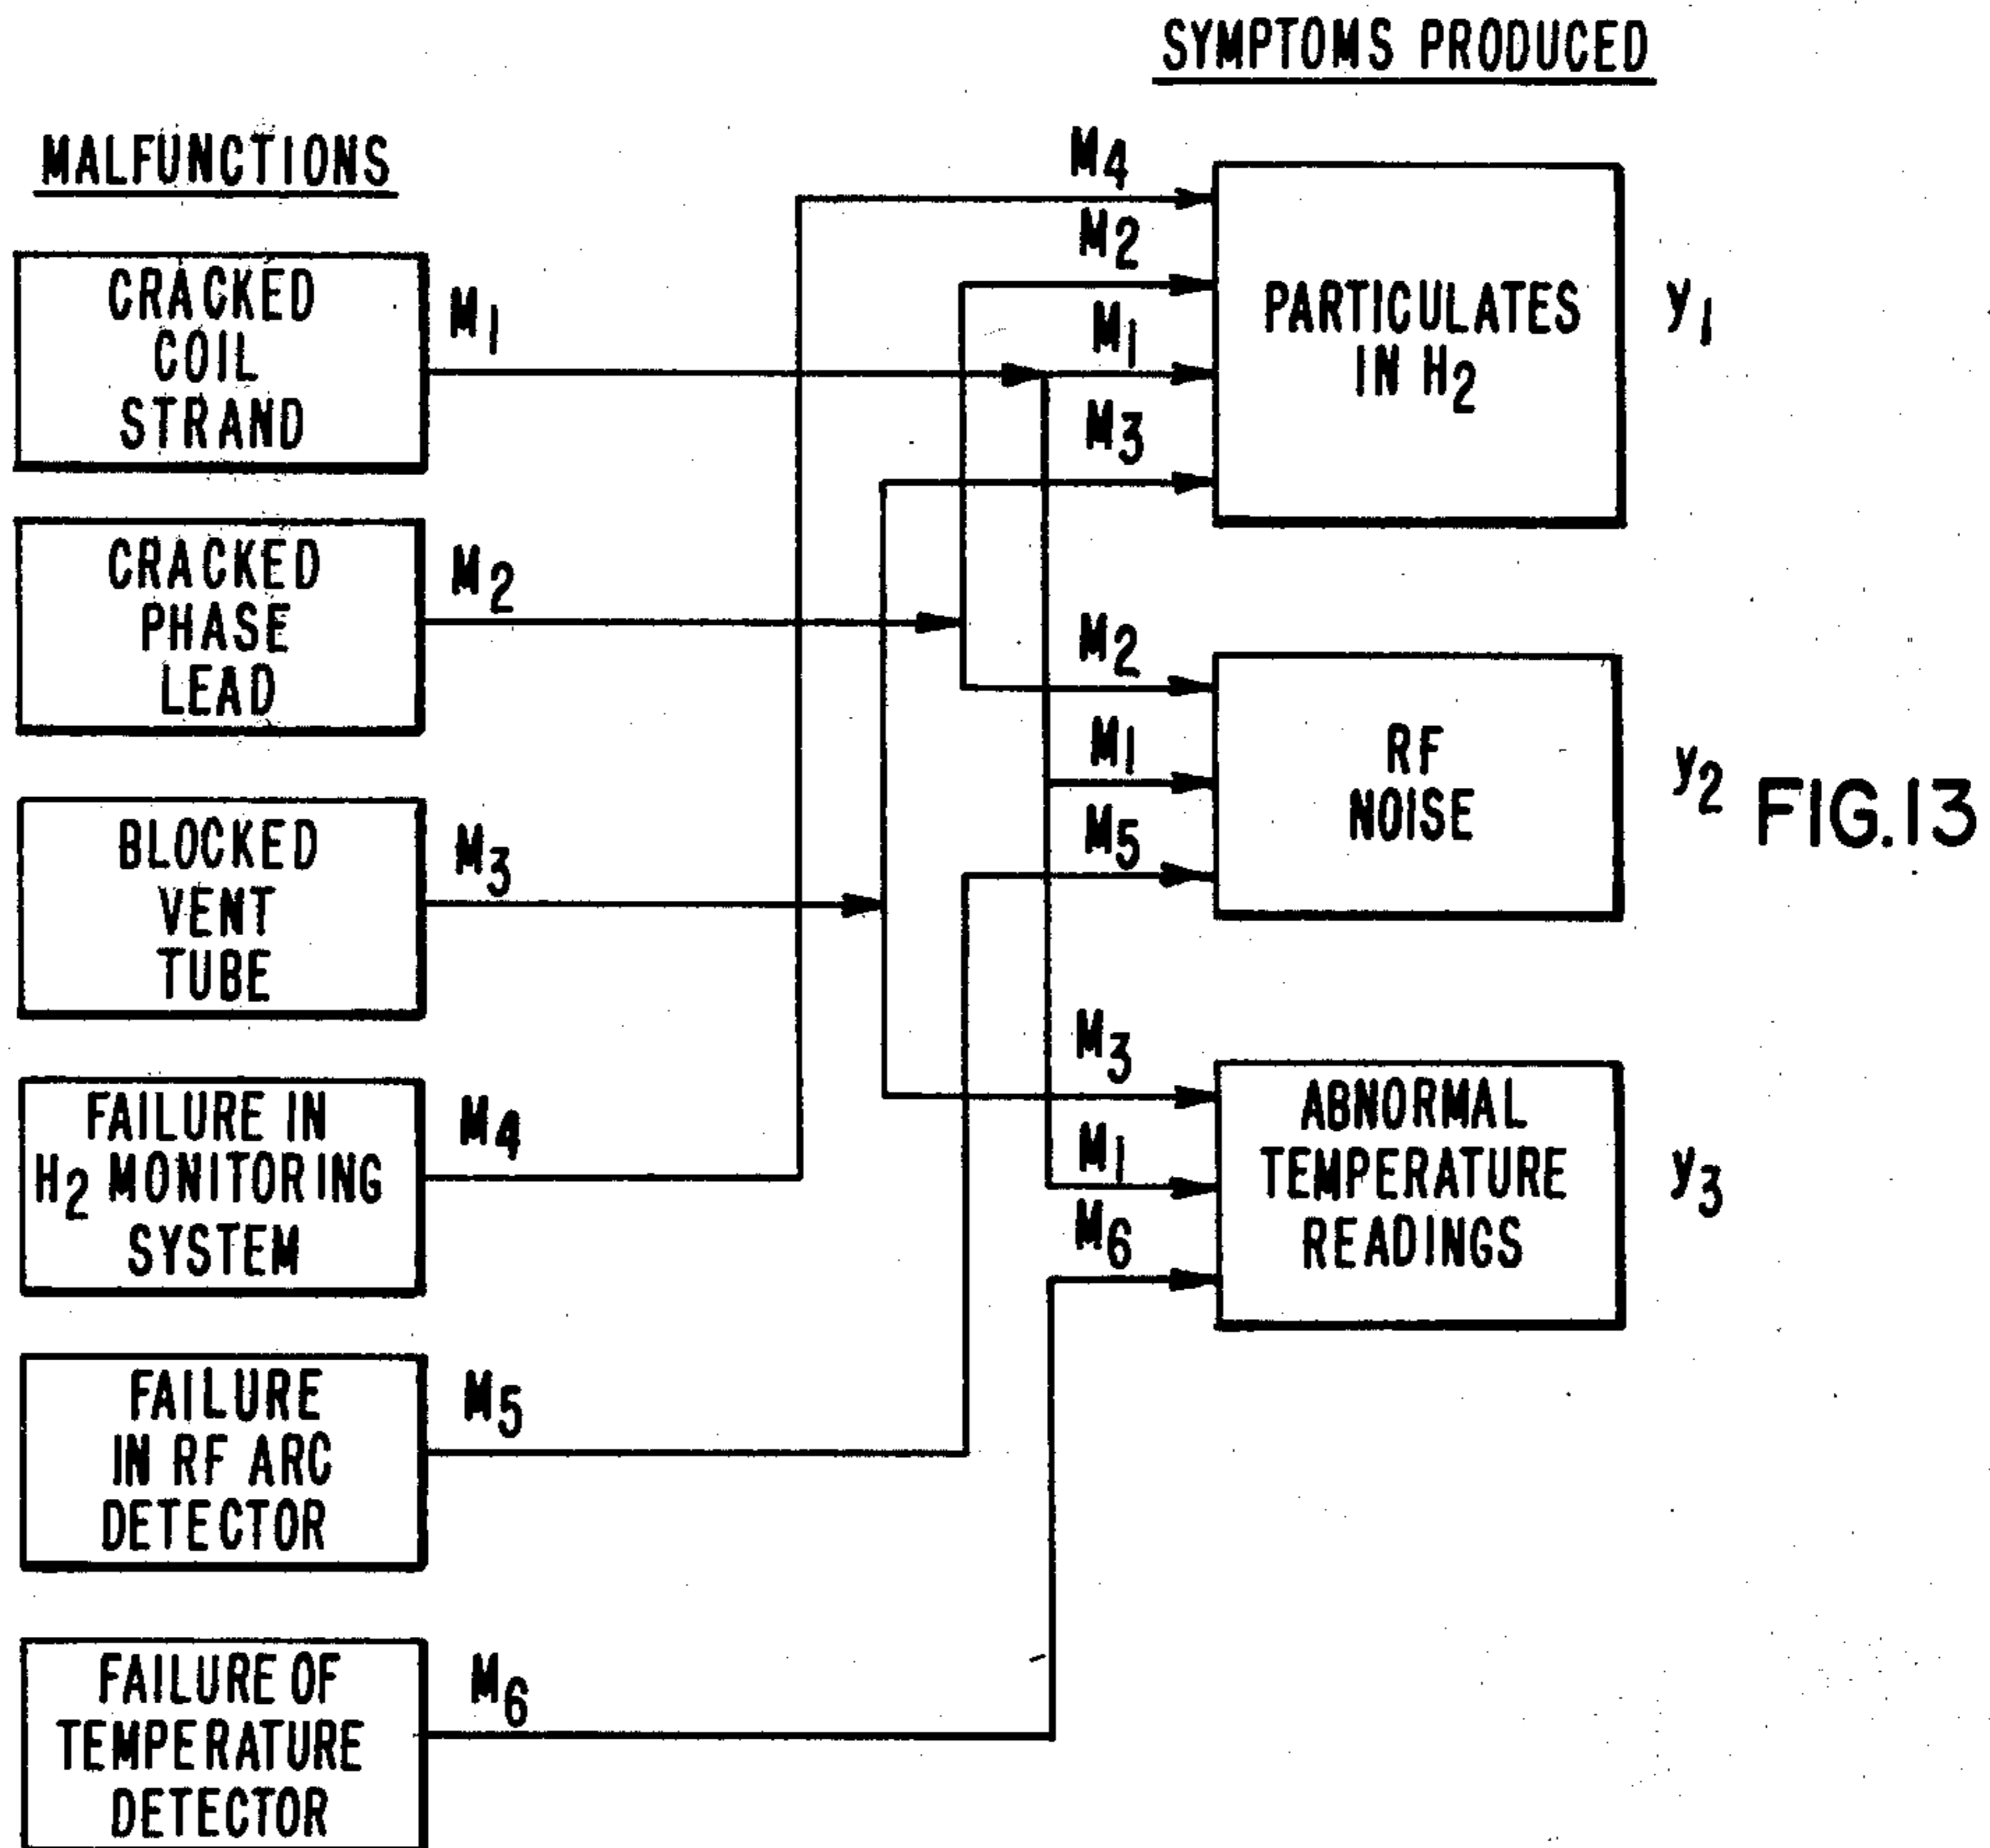 SYMPTOMS PRODUCED
MALFUNCTIONS
CRACKED
COIL
STRAND
M1
CRACKED
PHASE
LEAD
M2
BLOCKED
VENT
TUBE
M3
FAILURE IN
H2 MONITORING
SYSTEM
M4
FAILURE
IN RF ARC
DETECTOR
M5
FAILURE OF
TEMPERATURE
DETECTOR
M6
M4
M2
M1
M3
PARTICULATES
IN H2
y1
M2
M1
M5
RF
NOISE
y2
M3
M1
M6
ABNORMAL
TEMPERATURE
READINGS
y3
FIG.13